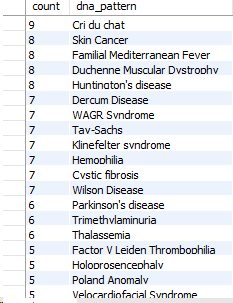 count dna_pattern
9 Cri du chat
8 Skin Cancer
8 Familial Mediterranean Fever
8 Duchenne Muscular Dystrophy
8 Huntington's disease
7 Dercum Disease
7 WAGR Syndrome
7 Tay-Sachs
7 Klinefelter syndrome
7 Hemophilia
7 Cystic fibrosis
7 Wilson Disease
6 Parkinson's disease
6 Trimethylaminuria
6 Thalassemia
5 Factor V Leiden Thrombophilia
5 Holoprosencephaly
5 Poland Anomaly
5 Velocardiofacial Syndrome